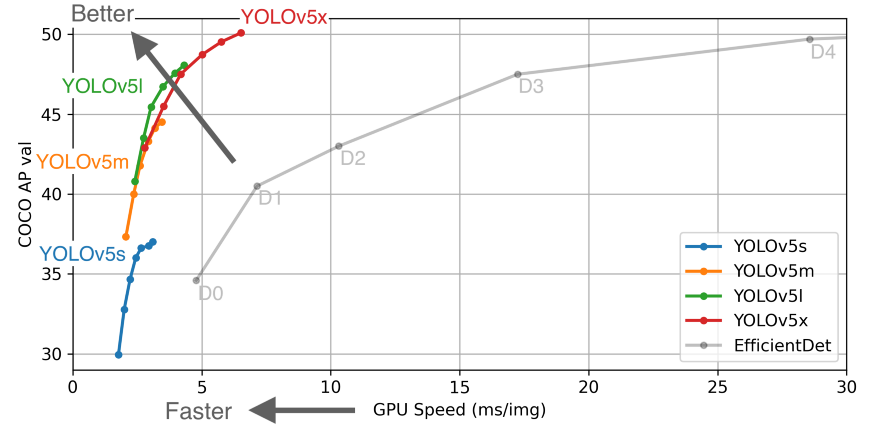 Better
YOLOv5x
50
D4
YOLOv5l
D3
45
YOLOv5m
D2
COCO AP val
40
D1
YOLOv5s
35
D0
30
YOLOv5s
YOLOv5m
YOLOv5l
YOLOv5x
EfficientDet
0 5 10 15 20 25 30
Faster
GPU Speed (ms/img)